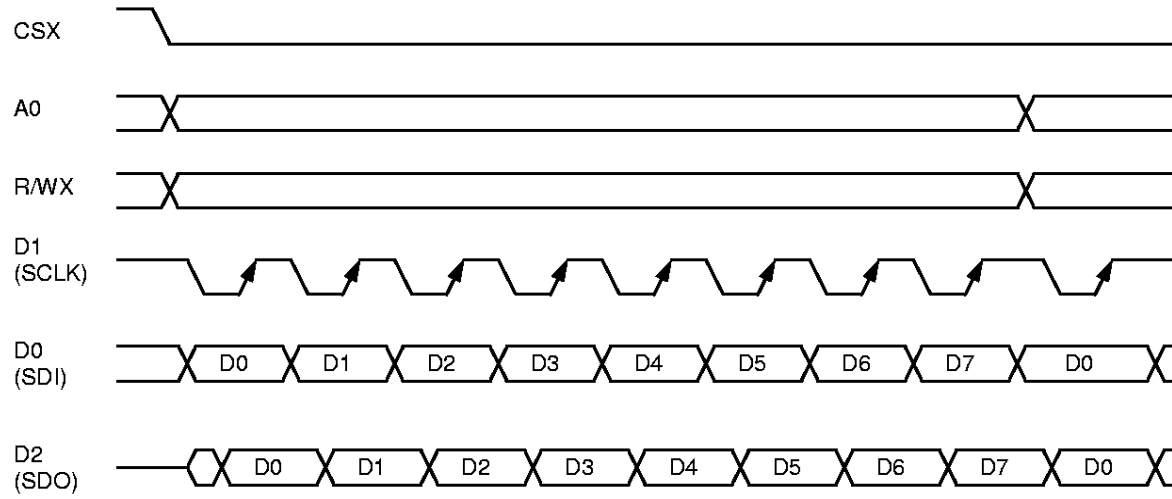 CSX
A0
R/WX
D1
(SCLK)
D0
(SDI)
D0 D1 D2 D3 D4 D5 D6 D7 D0
D2
(SDO)
D0 D1 D2 D3 D4 D5 D6 D7 D0